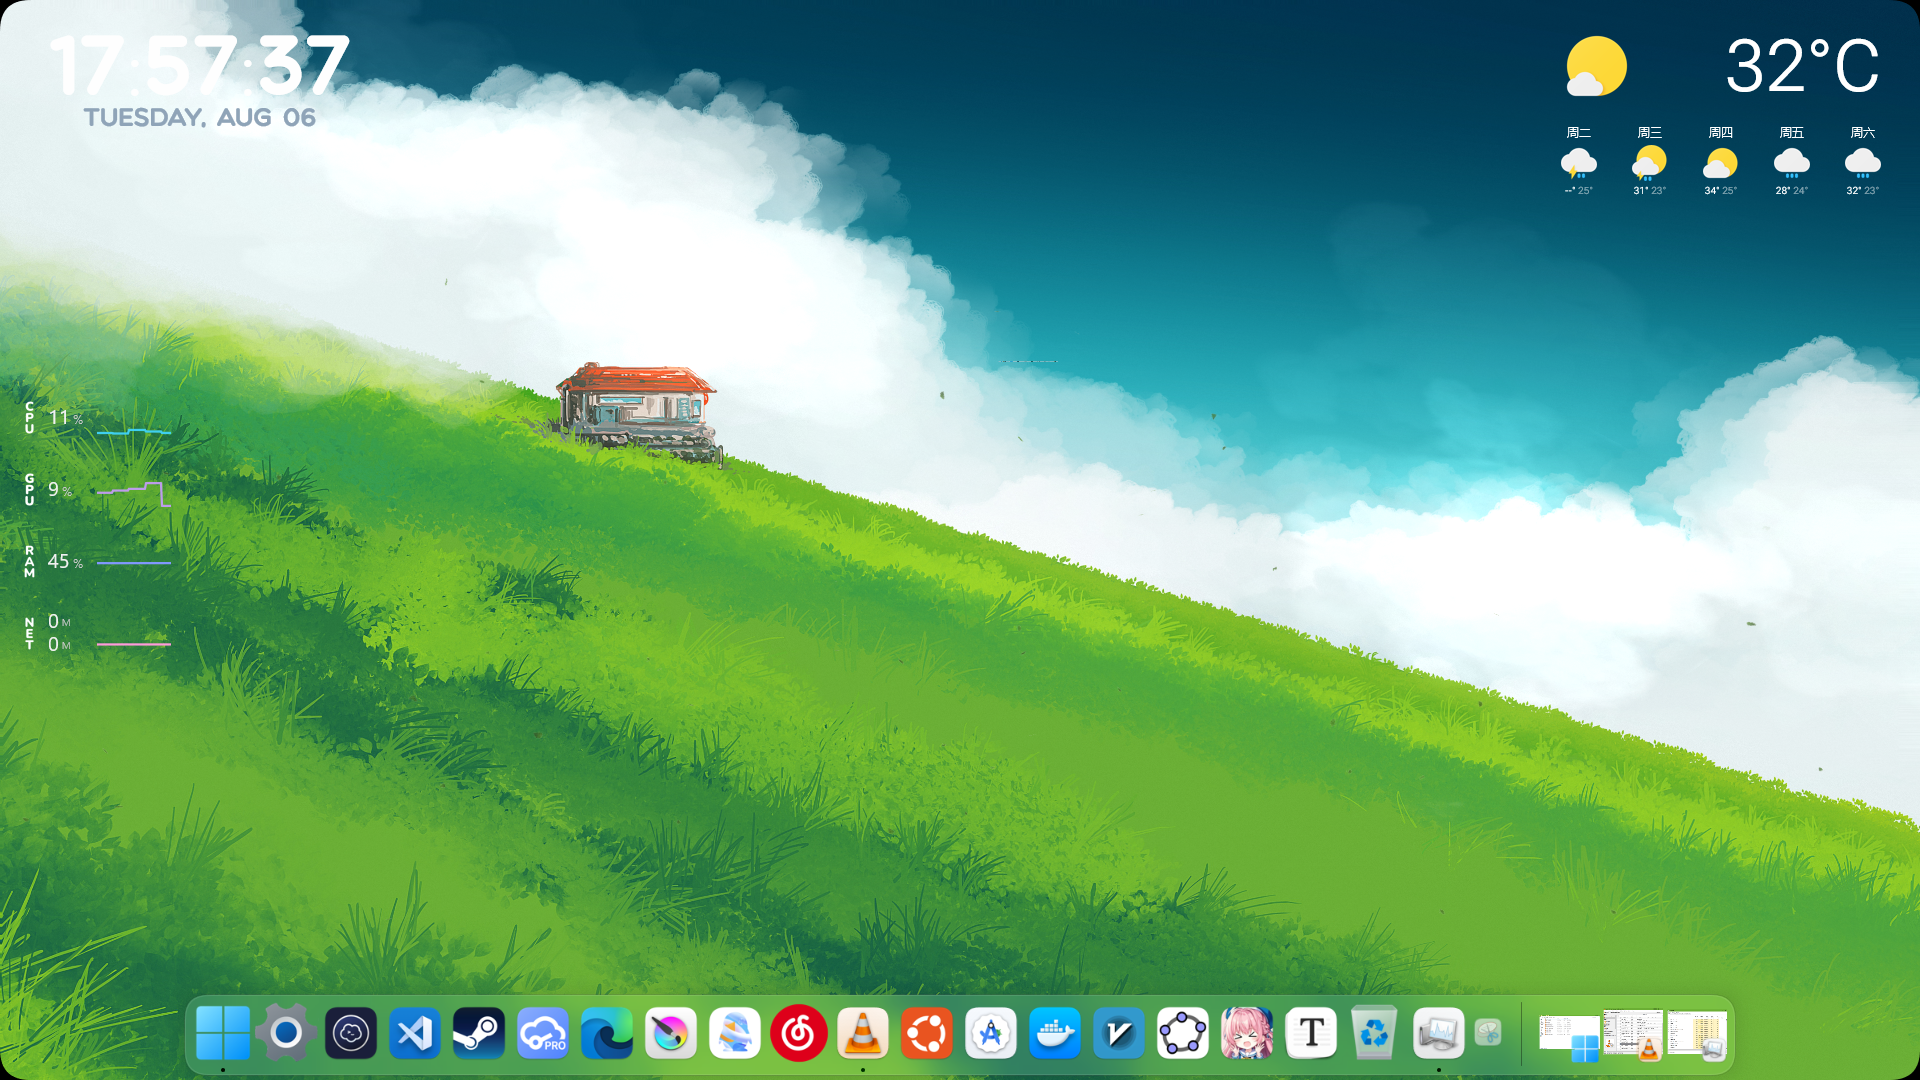 17:57:37
TUESDAY, AUG 06
32°C
周二 周三 周四 周五 周六
--° 25° 31° 23° 34° 25° 28° 24° 32° 23°
CPU 11 %
GPU 9 %
RAM 45 %
NET 0 M
0 M
PRO
T